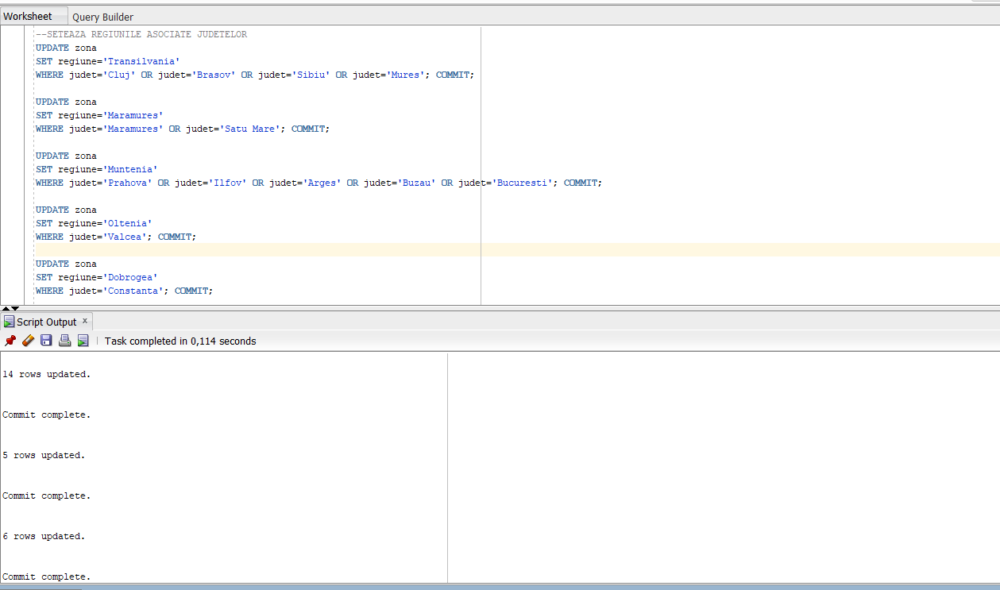 Worksheet Query Builder
--SETEAZA REGIUNILE ASOCIATE JUDETELOR
UPDATE zona
SET regiune='Transilvania'
WHERE judet='Cluj' OR judet='Brasov' OR judet='Sibiu' OR judet='Mures'; COMMIT;
UPDATE zona
SET regiune='Maramures'
WHERE judet='Maramures' OR judet='Satu Mare'; COMMIT;
UPDATE zona
SET regiune='Muntenia'
WHERE judet='Prahova' OR judet='Ilfov' OR judet='Arges' OR judet='Buzau' OR judet='Bucuresti'; COMMIT;
UPDATE zona
SET regiune='Oltenia'
WHERE judet='Valcea'; COMMIT;
UPDATE zona
SET regiune='Dobrogea'
WHERE judet='Constanta'; COMMIT;
Script Output x
Task completed in 0,114 seconds
14 rows updated.
Commit complete.
5 rows updated.
Commit complete.
6 rows updated.
Commit complete.